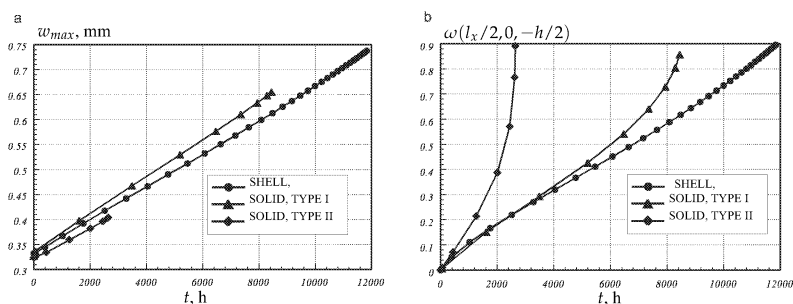 a
w_max, mm
0.75
0.7
0.65
0.6
0.55
0.5
0.45
0.4
0.35
0.3
0 2000 4000 6000 8000 10000 12000
t, h
SHELL,
SOLID, TYPE I
SOLID, TYPE II
b
ω(l_x/2,0,−h/2)
0.9
0.8
0.7
0.6
0.5
0.4
0.3
0.2
0.1
0
0 2000 4000 6000 8000 10000 12000
t, h
SHELL,
SOLID, TYPE I
SOLID, TYPE II